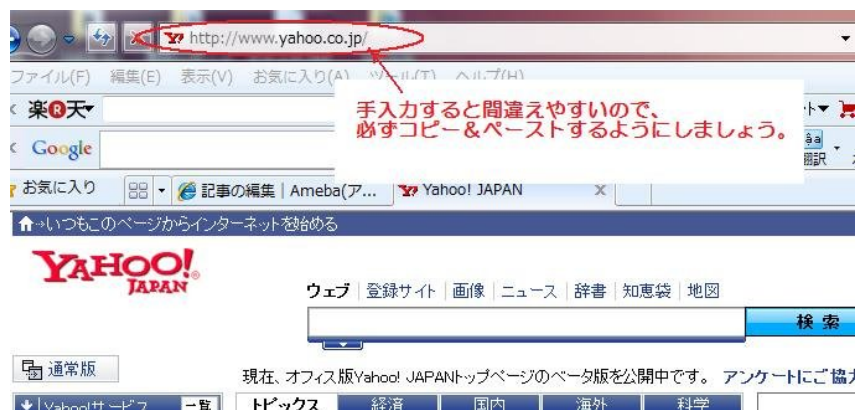 http://www.yahoo.co.jp/
ファイル(F) 編集(E) 表示(V) お気に入り(A) ツール(T) ヘルプ(H)
楽天
手入力すると間違えやすいので、
必ずコピー&ペーストするようにしましょう。
Google
翻訳
お気に入り
記事の編集 | Ameba(ア...
Yahoo! JAPAN
x
→いつもこのページからインターネットを始める
YAHOO!
JAPAN
ウェブ | 登録サイト | 画像 | ニュース | 辞書 | 知恵袋 | 地図
検索
通常版
現在、オフィス版Yahoo! JAPANトップページのベータ版を公開中です。 アンケートにご協力
Yahoo!サービス 一覧 トピックス 経済 国内 海外 科学